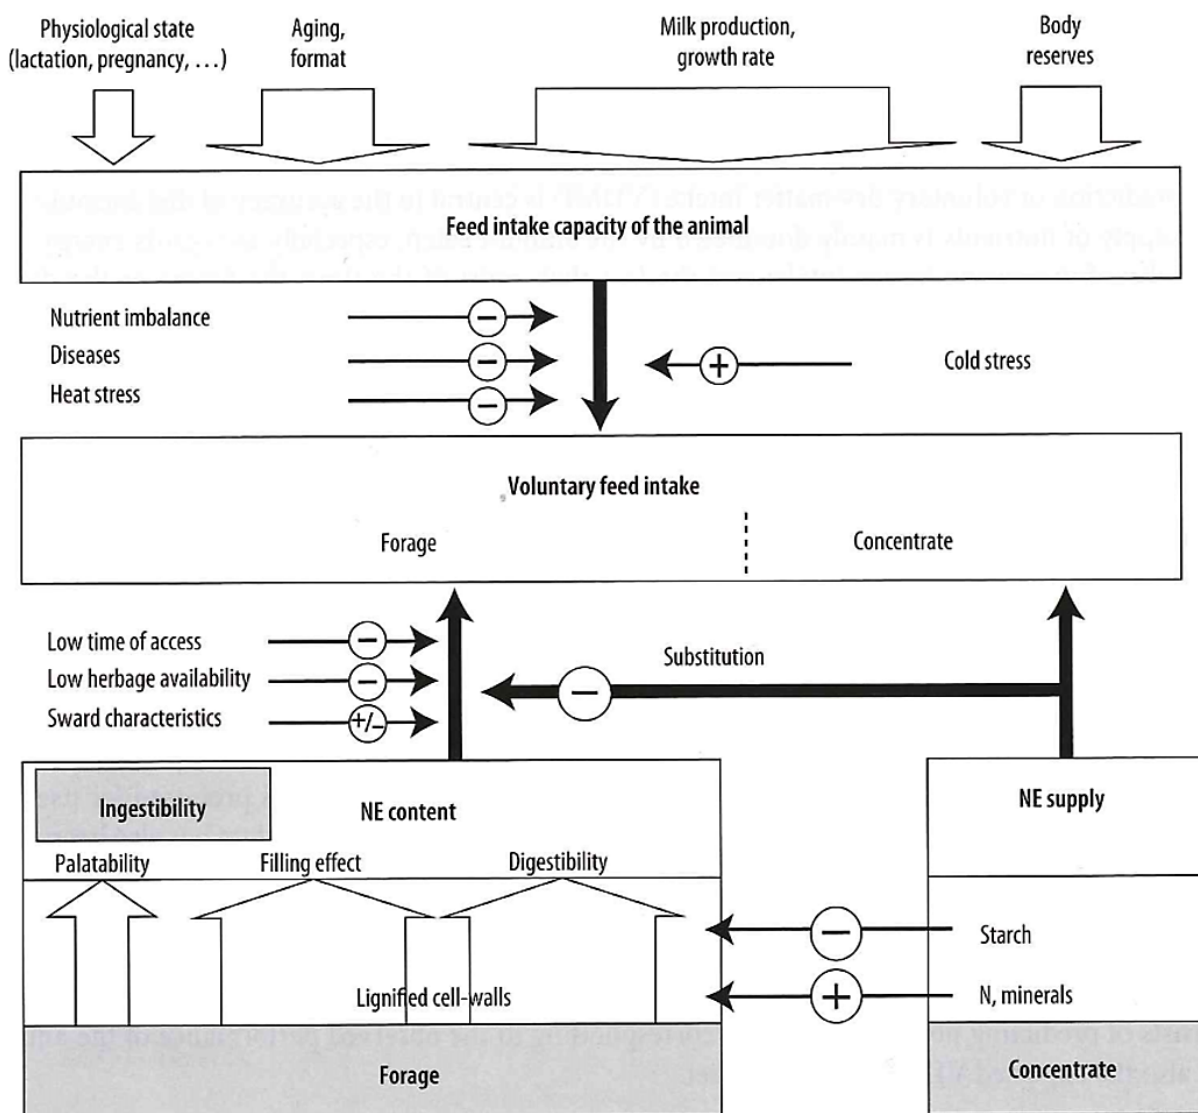 Physiological state
(lactation, pregnancy, …)
Aging,
format
Milk production,
growth rate
Body
reserves
Feed intake capacity of the animal
Nutrient imbalance
Diseases
Heat stress
−
−
−
+
Cold stress
Voluntary feed intake
Forage
Concentrate
Low time of access
Low herbage availability
Sward characteristics
−
−
+/−
Substitution
−
Ingestibility
NE content
NE supply
Palatability
Filling effect
Digestibility
−
Starch
+
N, minerals
Lignified cell-walls
Forage
Concentrate